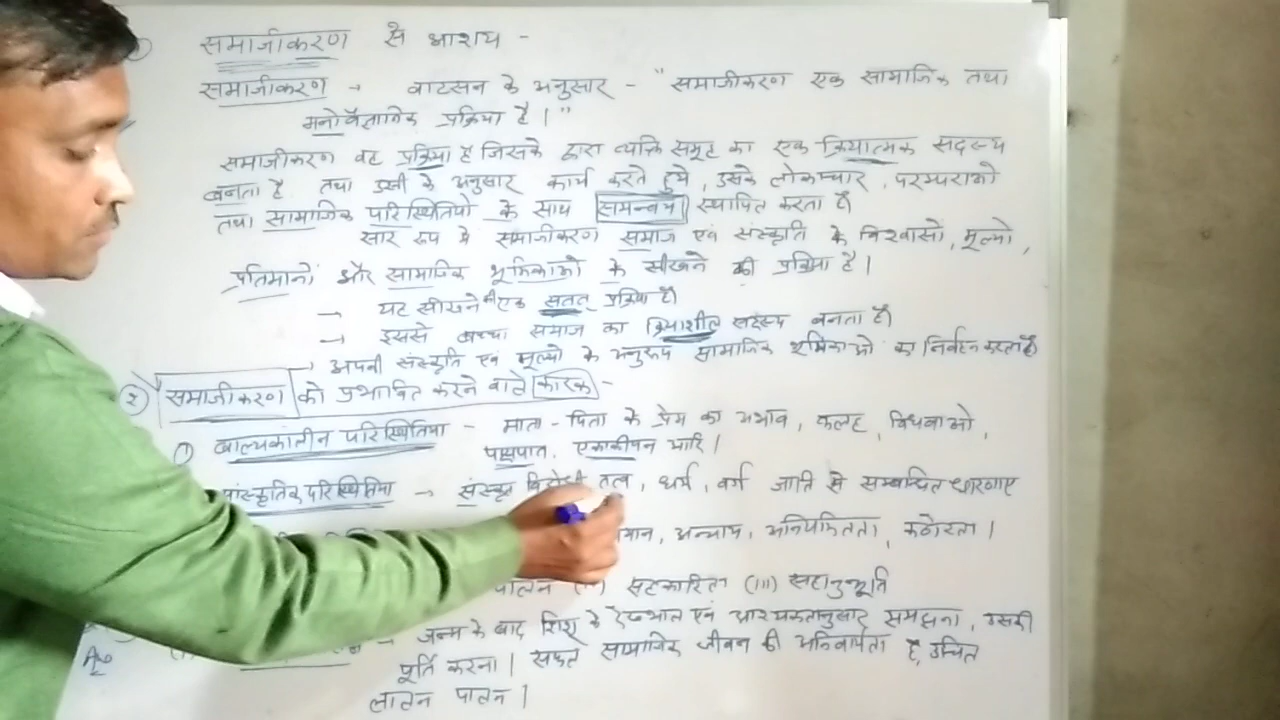 समाजीकरण से आशय -
समाजीकरण → वाटसन के अनुसार - "समाजीकरण एक सामाजिक तथा
मनोवैज्ञानिक प्रक्रिया है।"
समाजीकरण वह प्रक्रिया है जिसके द्वारा व्यक्ति समूह का एक क्रियात्मक सदस्य
बनता है तथा उसी के अनुसार कार्य करते हुये, उसके लोकाचार, परम्पराओ
तथा सामाजिक परिस्थितियो के साथ समन्वय स्थापित करता है।
सार रूप मे समाजीकरण समाज एवं संस्कृति के विश्वासो, मूल्यो,
प्रतिमानो और सामाजिक भूमिकाओ के सीखने की प्रक्रिया है।
→ यह सीखने की एक सतत् प्रक्रिया है।
→ इससे बच्चा समाज का क्रियाशील सदस्य बनता है।
→ अपनी संस्कृति एवं मूल्यो के अनुरूप सामाजिक भूमिकाओ का निर्वहन करता है
2) समाजीकरण को प्रभावित करने वाले कारक -
① बाल्यकालीन परिस्थितिया - माता-पिता के प्रेम का अभाव, कलह, विधवाओ,
पक्षपात, एकाकीपन आदि।
सांस्कृतिक परिस्थितिया → तत्व, धर्म, वर्ग जाति से सम्बन्धित धारणाए
अन्याय, अनियमितता, कठोरता।
पालन सहकारिता (iii) सहानुभूति
→ जन्म के बाद शिशु के देखभाल एवं आवश्यकतानुसार समझना, उसकी
पूर्ति करना। सफल सामाजिक जीवन की अनिवार्यता है, उचित
लालन पालन।